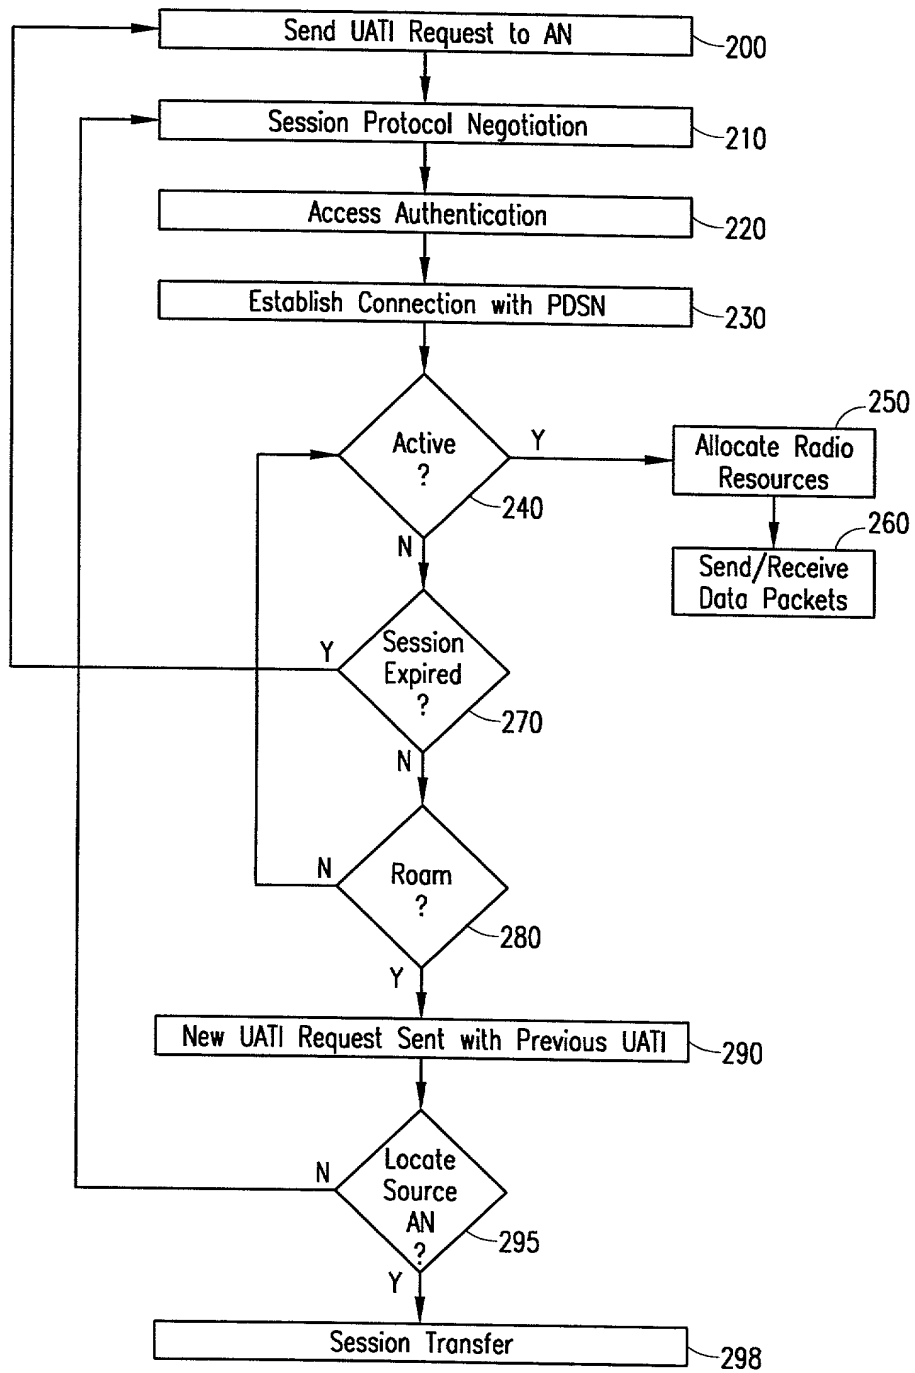 Send UATI Request to AN
200
Session Protocol Negotiation
210
Access Authentication
220
Establish Connection with PDSN
230
Active
?
240
Y
N
250
Allocate Radio
Resources
260
Send/Receive
Data Packets
Session
Expired
?
270
Y
N
Roam
?
280
N
Y
New UATI Request Sent with Previous UATI
290
Locate
Source
AN
?
295
N
Y
Session Transfer
298